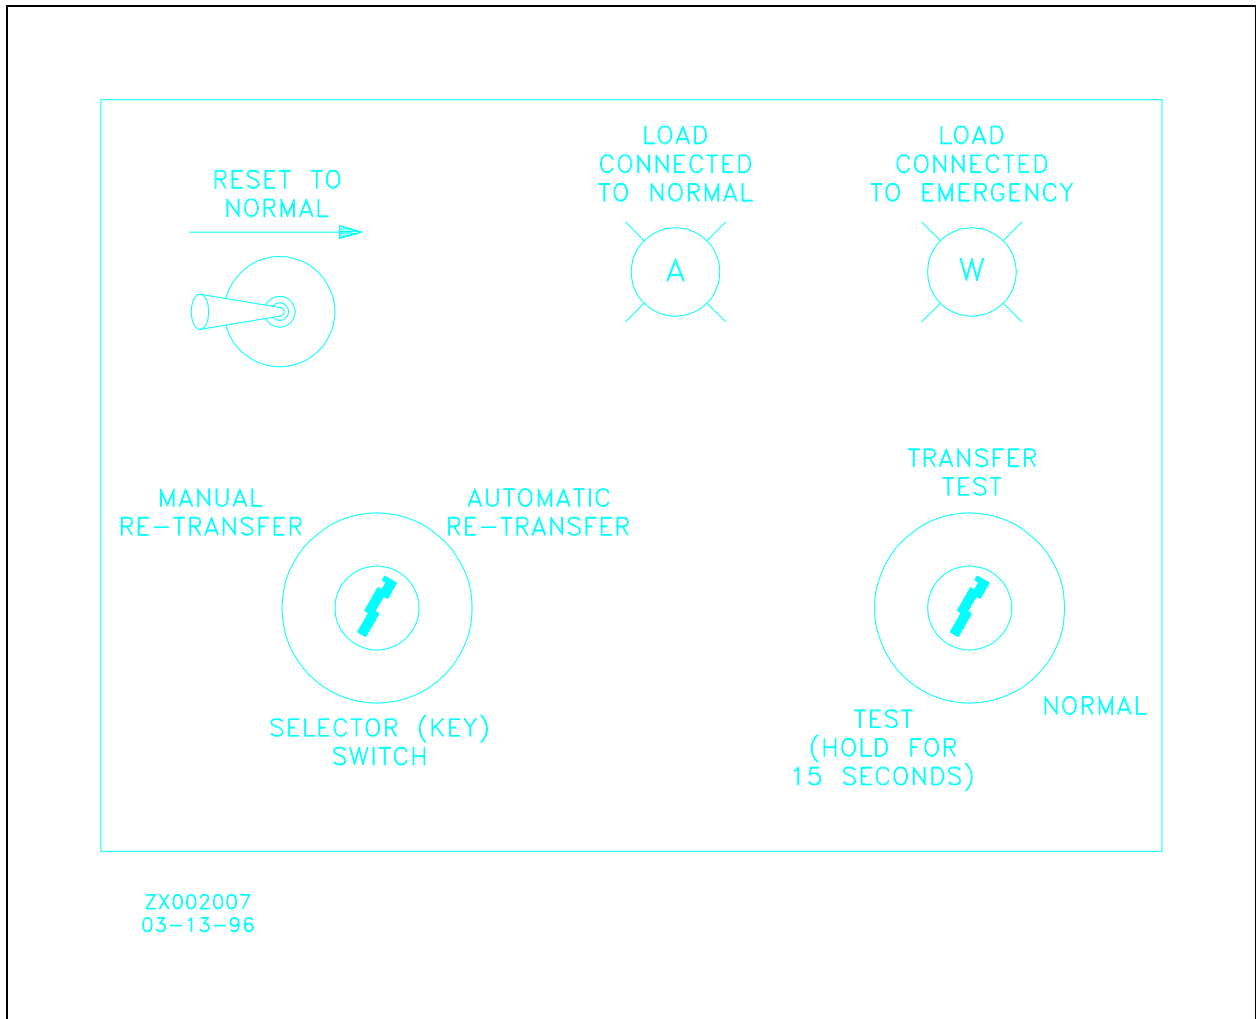 RESET TO
NORMAL
LOAD
CONNECTED
TO NORMAL
A
LOAD
CONNECTED
TO EMERGENCY
W
MANUAL
RE-TRANSFER
AUTOMATIC
RE-TRANSFER
SELECTOR (KEY)
SWITCH
TRANSFER
TEST
TEST
(HOLD FOR
15 SECONDS)
NORMAL
ZX002007
03-13-96